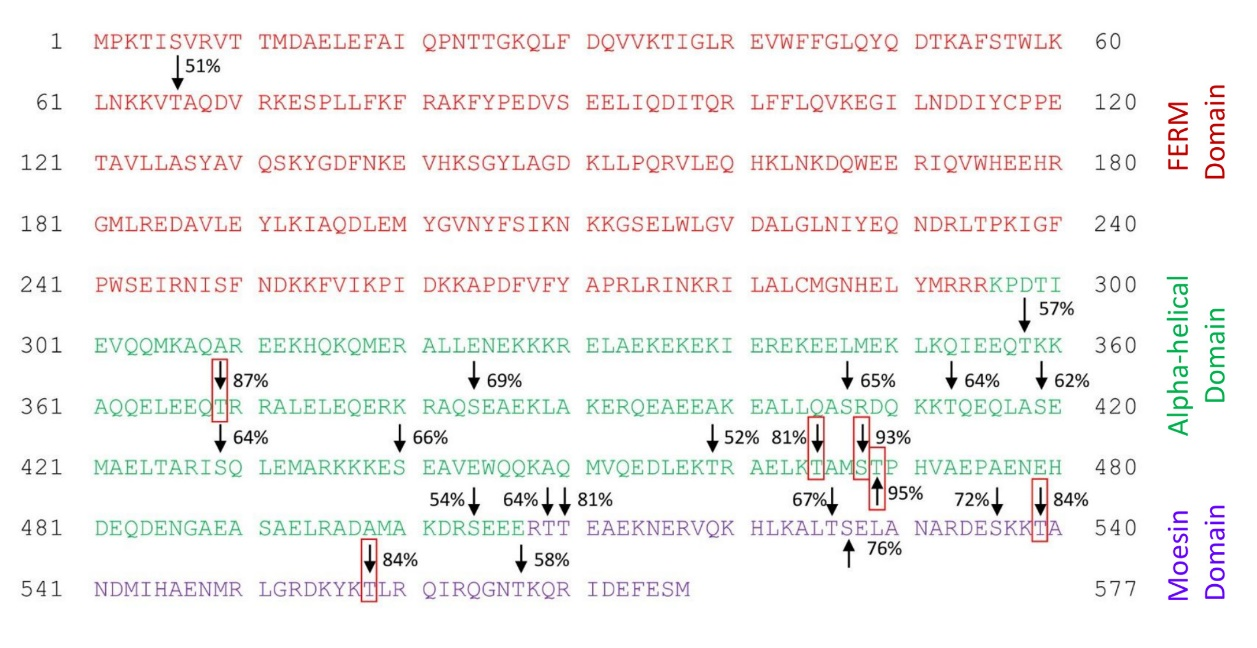 1 MPKTISVRVT TMDAELEFAI QPNTTGKQLF DQVVKTIGLR EVWFFGLQYQ DTKAFSTWLK 60
51%
61 LNKKVTAQDV RKESPLLFKF RAKFYPEDVS EELIQDITQR LFFLQVKEGI LNDDIYCPPE 120
121 TAVLLASYAV QSKYGDFNKE VHKSGYLAGD KLLPQRVLEQ HKLNKDQWEE RIQVWHEEHR 180
181 GMLREDAVLE YLKIAQDLEM YGVNYFSIKN KKGSELWLGV DALGLNIYEQ NDRLTPKIGF 240
FERM
Domain
241 PWSEIRNISF NDKKFVIKPI DKKAPDFVFY APRLRINKRI LALCMGNHEL YMRRRKPDTI 300
57%
301 EVQQMKAQAR EEKHQKQMER ALLENEKKKR ELAEKEKEKI EREKEELMEK LKQIEEQTKK 360
87% 69% 65% 64% 62%
361 AQQELEEQTR RALELEQERK RAQSEAEKLA KERQEAEEAK EALLQASRDQ KKTQEQLASE 420
64% 66% 52% 81% 93%
421 MAELTARISQ LEMARKKKES EAVEWQQKAQ MVQEDLEKTR AELKTAMSTP HVAEPAENEH 480
Alpha-helical
Domain
54% 64% 81% 67% 95% 72% 84%
481 DEQDENGAEA SAELRADAMA KDRSEEERTT EAEKNERVQK HLKALTSELA NARDESKKTA 540
84% 58% 76%
541 NDMIHAENMR LGRDKYKTLR QIRQGNTKQR IDEFESM 577
Moesin
Domain